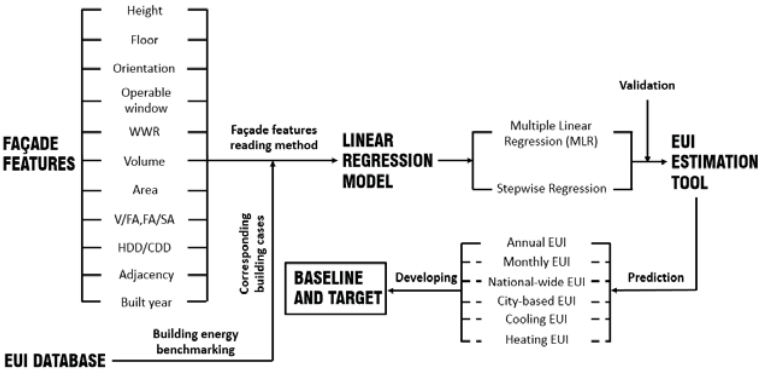 FAÇADE
FEATURES
Height
Floor
Orientation
Operable
window
WWR
Volume
Area
V/FA,FA/SA
HDD/CDD
Adjacency
Built year
EUI DATABASE
Building energy
benchmarking
Corresponding
building cases
Façade features
reading method
LINEAR
REGRESSION
MODEL
Multiple Linear
Regression (MLR)
Stepwise Regression
Validation
EUI
ESTIMATION
TOOL
Prediction
Annual EUI
Monthly EUI
National-wide EUI
City-based EUI
Cooling EUI
Heating EUI
Developing
BASELINE
AND TARGET